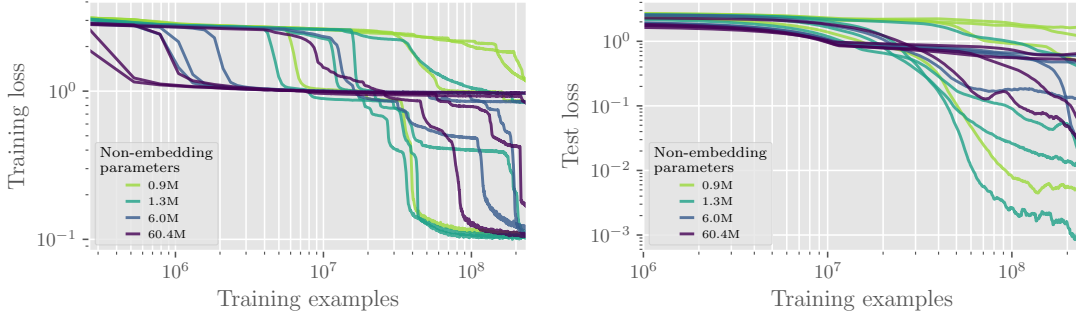 Training loss
10^0
10^{-1}
10^6
10^7
10^8
Training examples
Non-embedding
parameters
0.9M
1.3M
6.0M
60.4M
Test loss
10^0
10^{-1}
10^{-2}
10^{-3}
10^6
10^7
10^8
Training examples
Non-embedding
parameters
0.9M
1.3M
6.0M
60.4M